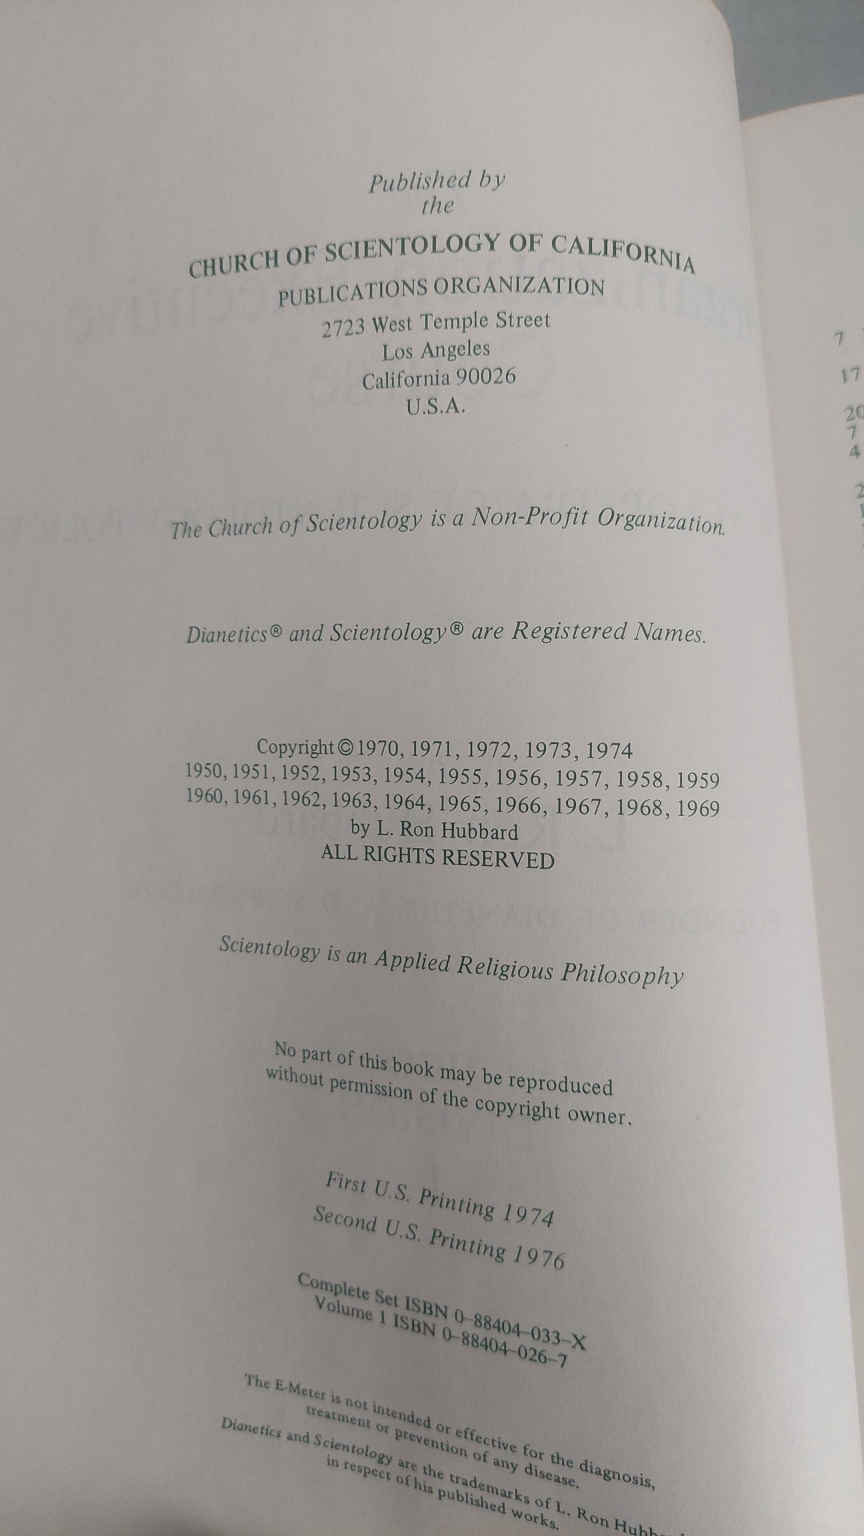 Published by
the
CHURCH OF SCIENTOLOGY OF CALIFORNIA
PUBLICATIONS ORGANIZATION
2723 West Temple Street
Los Angeles
California 90026
U.S.A.
The Church of Scientology is a Non-Profit Organization.
Dianetics® and Scientology® are Registered Names.
Copyright © 1970, 1971, 1972, 1973, 1974
1950, 1951, 1952, 1953, 1954, 1955, 1956, 1957, 1958, 1959
1960, 1961, 1962, 1963, 1964, 1965, 1966, 1967, 1968, 1969
by L. Ron Hubbard
ALL RIGHTS RESERVED
Scientology is an Applied Religious Philosophy
No part of this book may be reproduced
without permission of the copyright owner.
First U.S. Printing 1974
Second U.S. Printing 1976
Complete Set ISBN 0–88404–033–X
Volume 1 ISBN 0–88404–026–7
The E-Meter is not intended or effective for the diagnosis,
treatment or prevention of any disease.
Dianetics and Scientology are the trademarks of L. Ron
in respect of his published works.
7
17
20
7
4